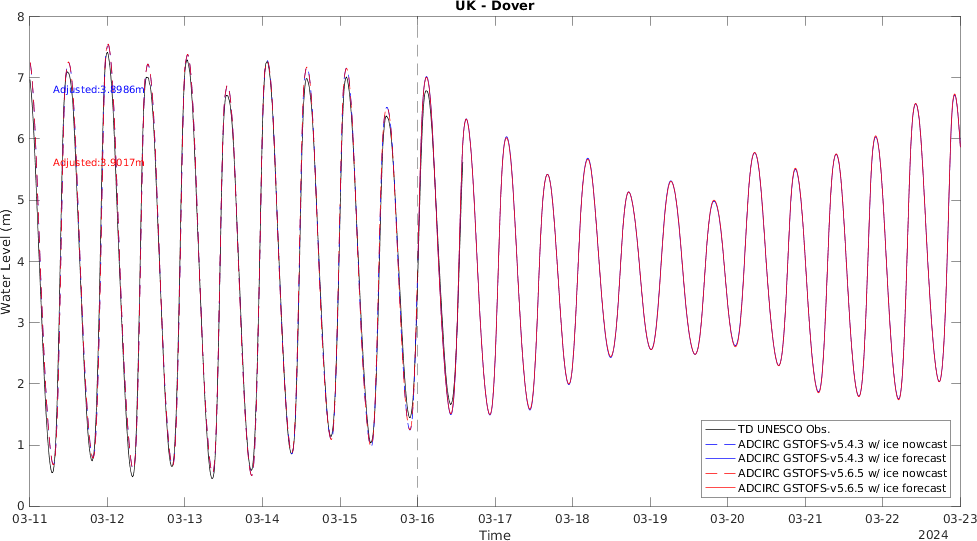 UK - Dover
8
7
6
5
4
3
2
1
0
Water Level (m)
Adjusted:3.8986m
Adjusted:3.9017m
TD UNESCO Obs.
ADCIRC GSTOFS-v5.4.3 w/ ice nowcast
ADCIRC GSTOFS-v5.4.3 w/ ice forecast
ADCIRC GSTOFS-v5.6.5 w/ ice nowcast
ADCIRC GSTOFS-v5.6.5 w/ ice forecast
03-11 03-12 03-13 03-14 03-15 03-16 03-17 03-18 03-19 03-20 03-21 03-22 03-23
Time
2024